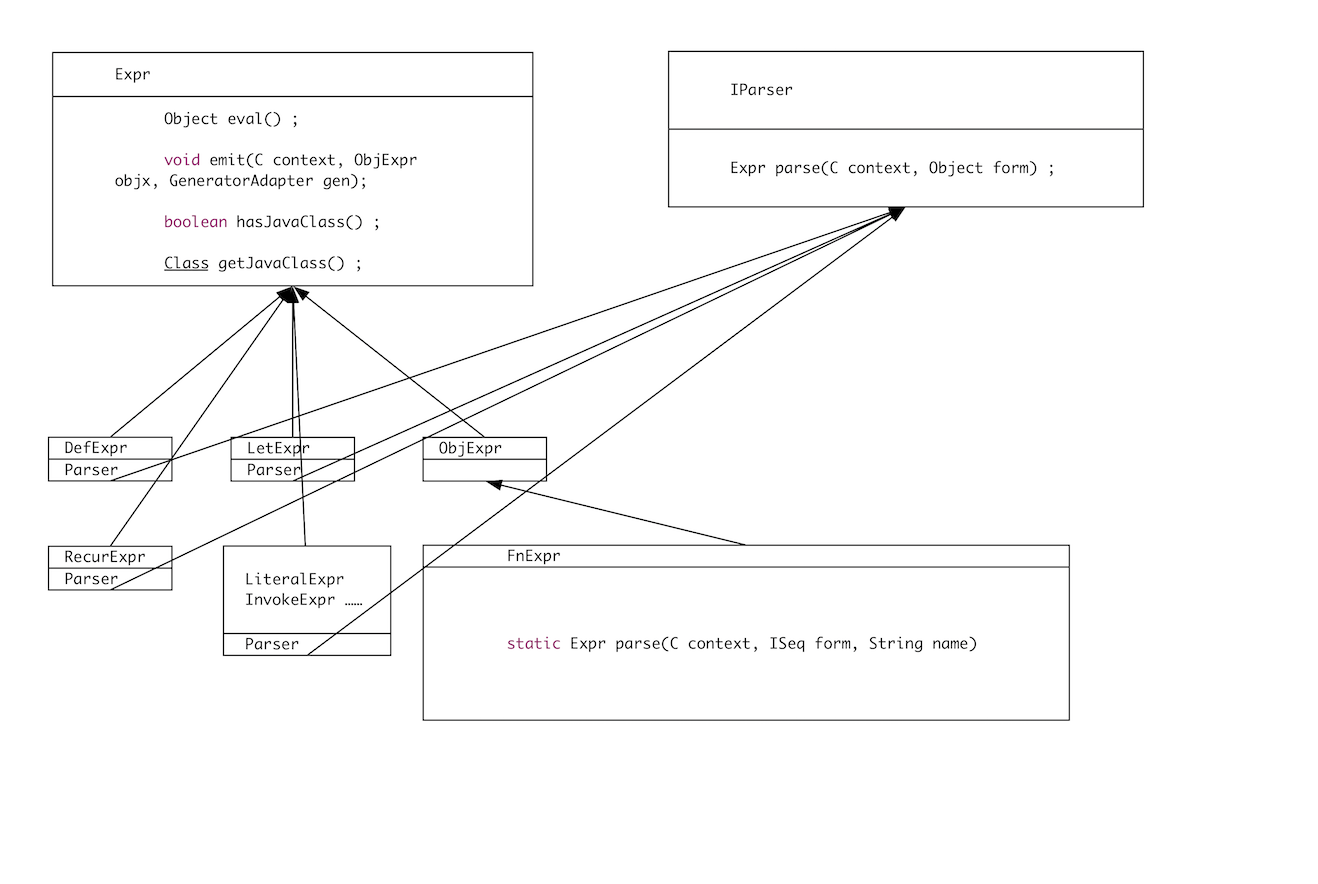 Expr
Object eval() ;
void emit(C context, ObjExpr
objx, GeneratorAdapter gen);
boolean hasJavaClass() ;
Class getJavaClass() ;
IParser
Expr parse(C context, Object form) ;
DefExpr
Parser
LetExpr
Parser
ObjExpr
RecurExpr
Parser
LiteralExpr
InvokeExpr ……
Parser
FnExpr
static Expr parse(C context, ISeq form, String name)